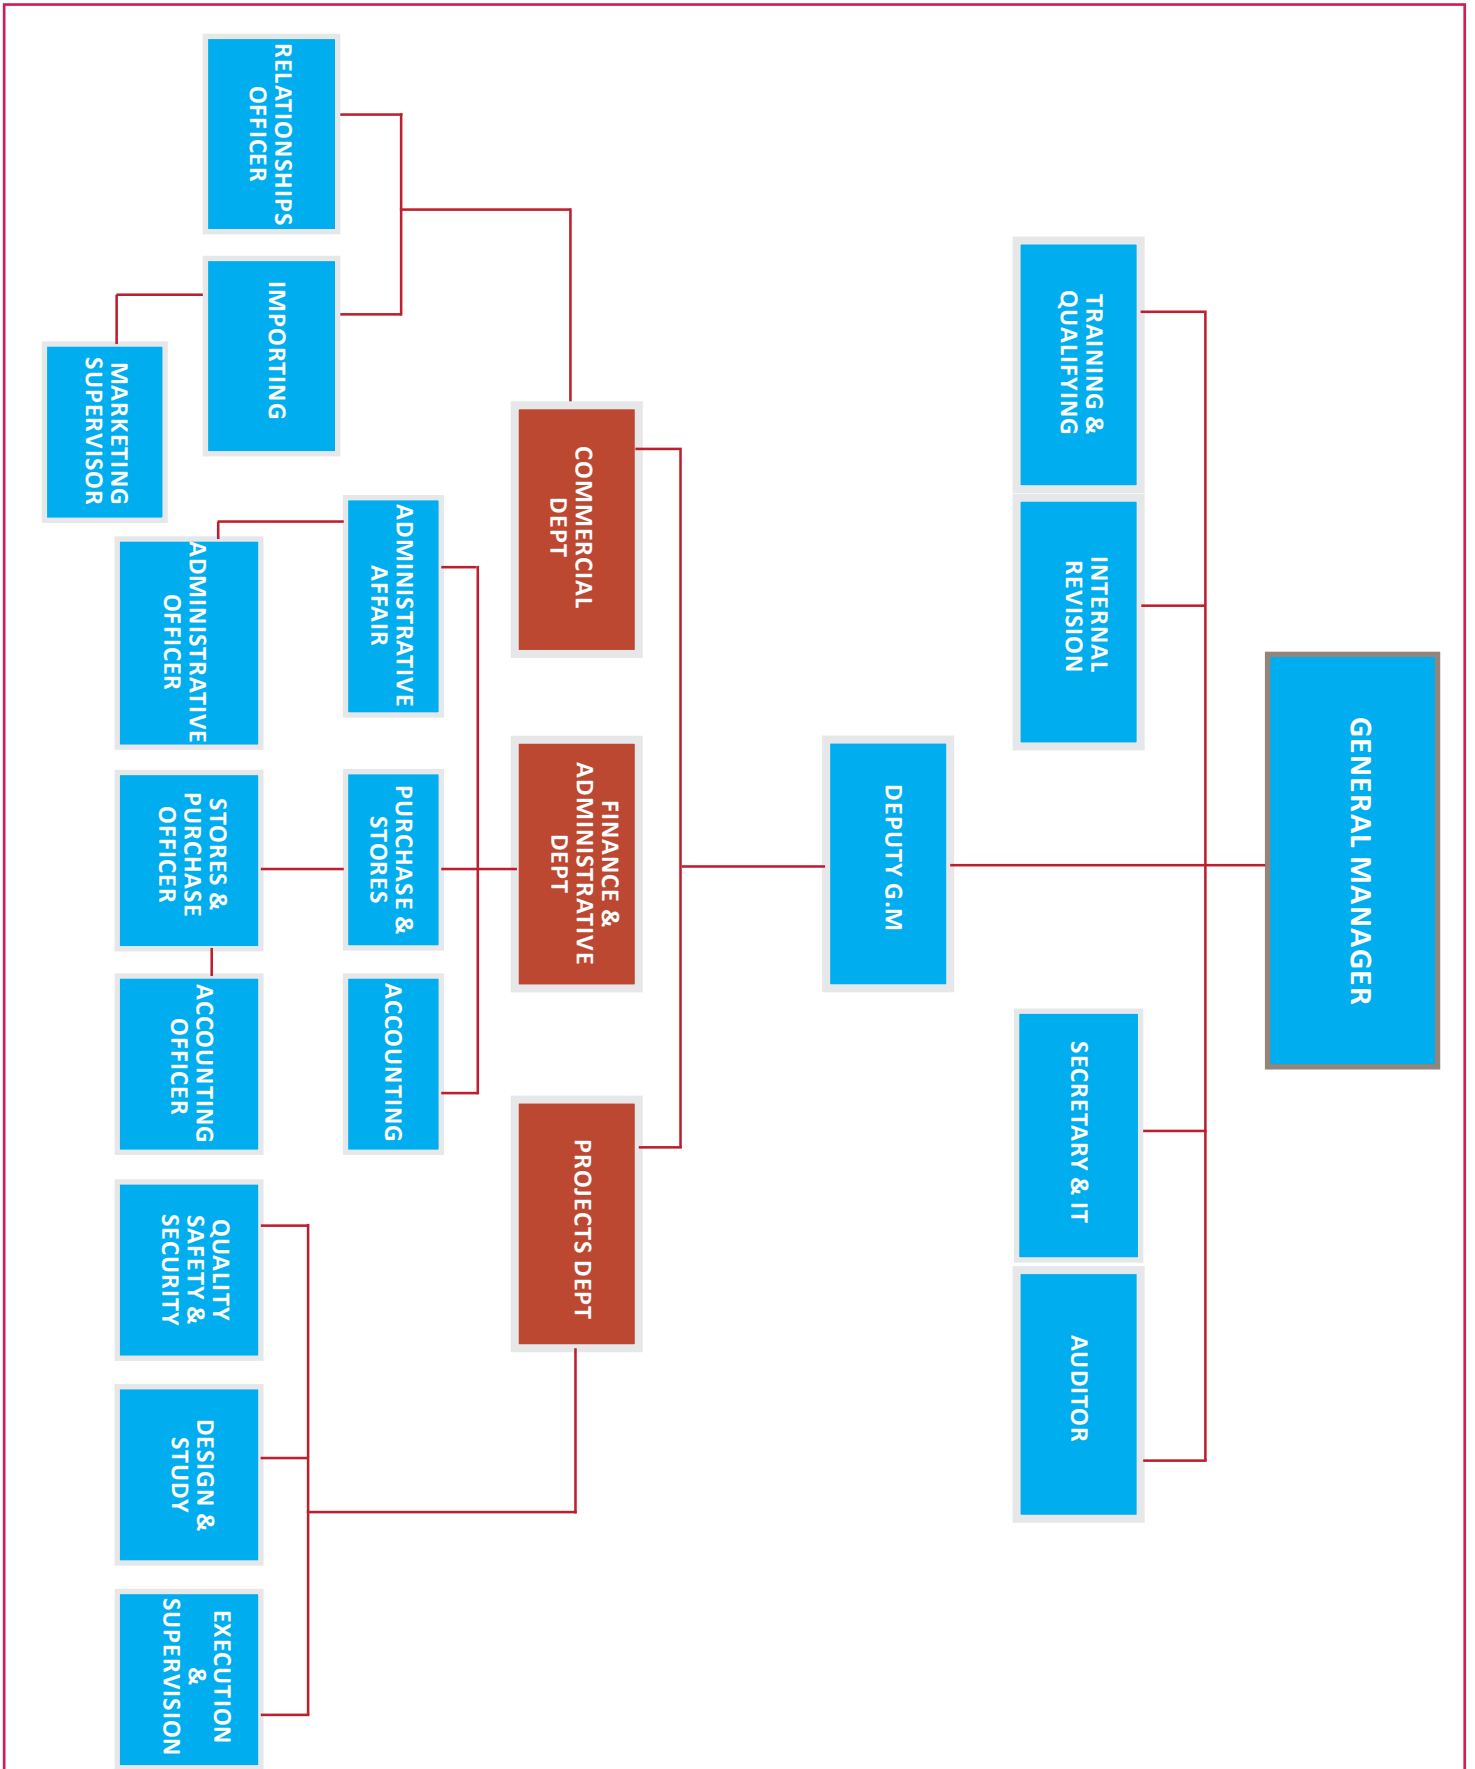 GENERAL MANAGER
TRAINING &
QUALIFYING
INTERNAL
REVISION
SECRETARY & IT
AUDITOR
DEPUTY G.M
COMMERCIAL
DEPT
FINANCE &
ADMINISTRATIVE
DEPT
PROJECTS DEPT
RELATIONSHIPS
OFFICER
IMPORTING
MARKETING
SUPERVISOR
ADMINISTRATIVE
AFFAIR
PURCHASE &
STORES
ACCOUNTING
ADMINISTRATIVE
OFFICER
STORES &
PURCHASE
OFFICER
ACCOUNTING
OFFICER
QUALITY
SAFETY &
SECURITY
DESIGN &
STUDY
EXECUTION
&
SUPERVISION